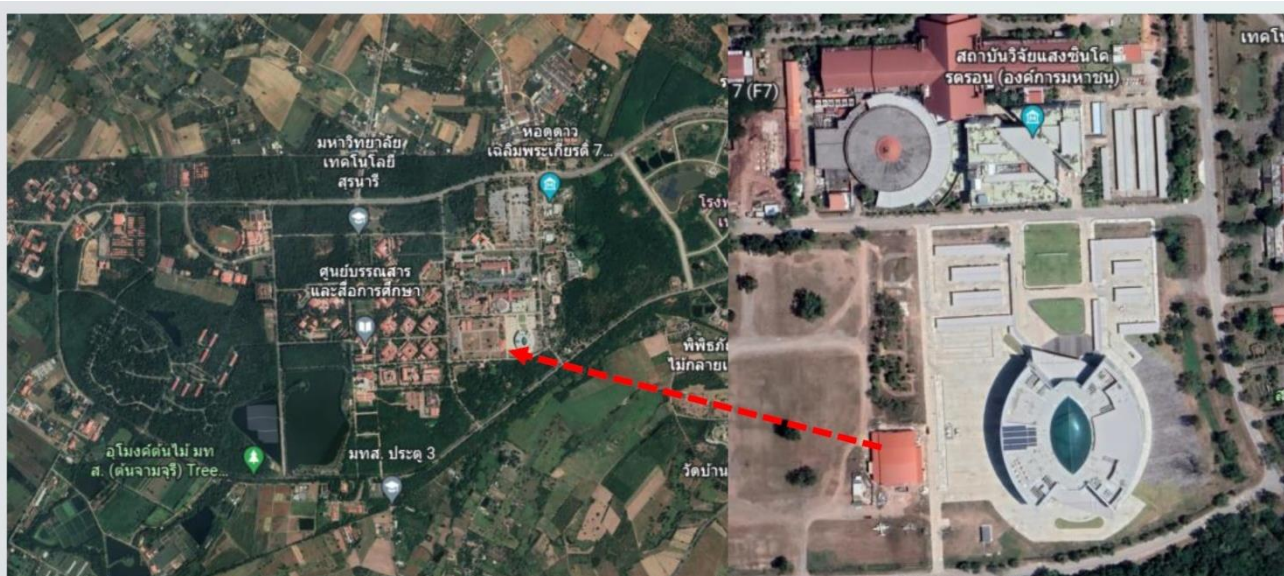 มหาวิทยาลัย
เทคโนโลยี
สุรนารี
หอดูดาว
เฉลิมพระเกียรติ 7...
ศูนย์บรรณสาร
และสื่อการศึกษา
อุโมงค์ต้นไม้ มท
ส. (ต้นจามจุรี) Tree...
มทส. ประตู 3
พิพิธภั
ไม้กลายเ
วัดบ้าน
7 (F7)
สถาบันวิจัยแสงซินโค
รตรอน (องค์การมหาชน)